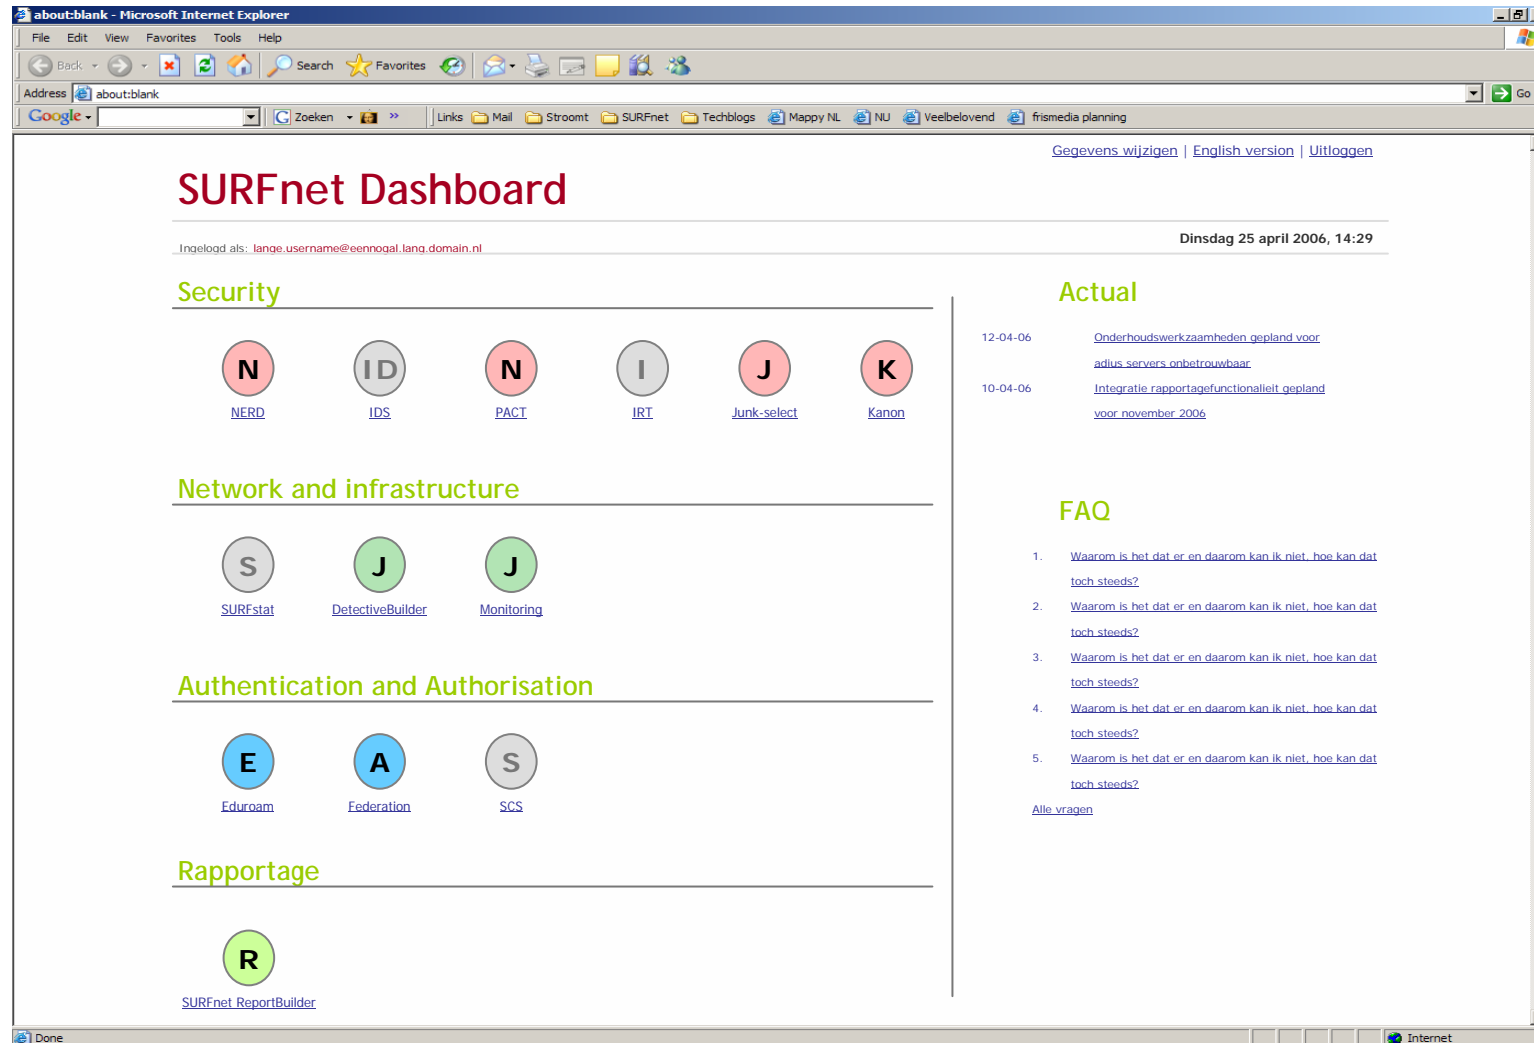 about:blank - Microsoft Internet Explorer
File Edit View Favorites Tools Help
Back Search Favorites
Address about:blank Go
Google Zoeken » Links Mail Stroomt SURFnet Techblogs Mappy NL NU Veelbelovend frismedia planning
Gegevens wijzigen | English version | Uitloggen
SURFnet Dashboard
Ingelogd als: lange.username@eennogal.lang.domain.nl
Dinsdag 25 april 2006, 14:29
Security
N ID N I J K
NERD IDS PACT IRT Junk-select Kanon
Network and infrastructure
S J J
SURFstat DetectiveBuilder Monitoring
Authentication and Authorisation
E A S
Eduroam Federation SCS
Rapportage
R
SURFnet ReportBuilder
Actual
12-04-06 Onderhoudswerkzaamheden gepland voor
adius servers onbetrouwbaar
10-04-06 Integratie rapportagefunctionalieit gepland
voor november 2006
FAQ
1. Waarom is het dat er en daarom kan ik niet, hoe kan dat
toch steeds?
2. Waarom is het dat er en daarom kan ik niet, hoe kan dat
toch steeds?
3. Waarom is het dat er en daarom kan ik niet, hoe kan dat
toch steeds?
4. Waarom is het dat er en daarom kan ik niet, hoe kan dat
toch steeds?
5. Waarom is het dat er en daarom kan ik niet, hoe kan dat
toch steeds?
Alle vragen
Done Internet